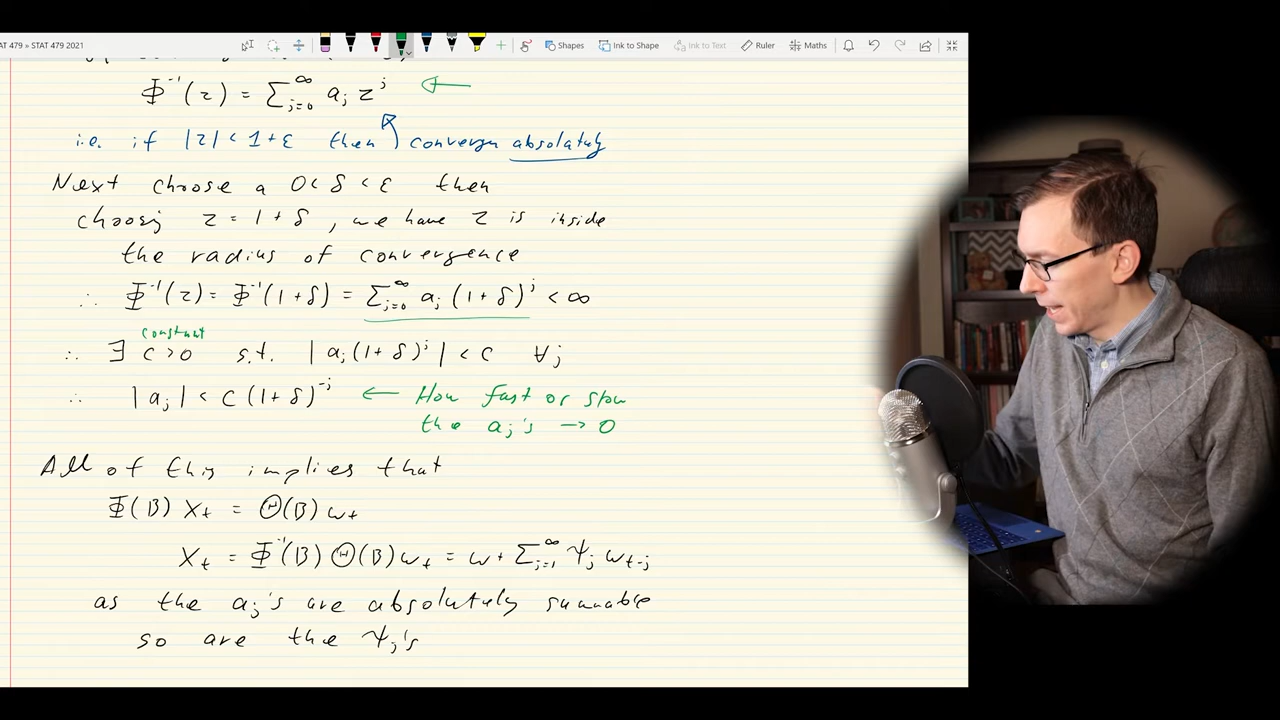 AT 479 » STAT 479 2021
Shapes
Ink to Shape
Ink to Text
Ruler
Maths
Φ⁻¹(z) = Σ_{j=0}^∞ a_j z^j ←
i.e. if |z| < 1+ε then converges absolutely
Next choose a 0 < δ < ε then
choosing z = 1 + δ, we have z is inside
the radius of convergence
∴ Φ⁻¹(z) = Φ⁻¹(1+δ) = Σ_{j=0}^∞ a_j (1+δ)^j < ∞
constant
∴ ∃ c > 0 s.t. |a_j (1+δ)^j| < c ∀j
∴ |a_j| < c (1+δ)^{-j} ← How fast or slow
the a_j's → 0
All of this implies that
Φ(B) X_t = Θ(B) w_t
X_t = Φ⁻¹(B) Θ(B) w_t = w_t + Σ_{j=1}^∞ ψ_j w_{t-j}
as the a_j's are absolutely summable
so are the ψ_j's